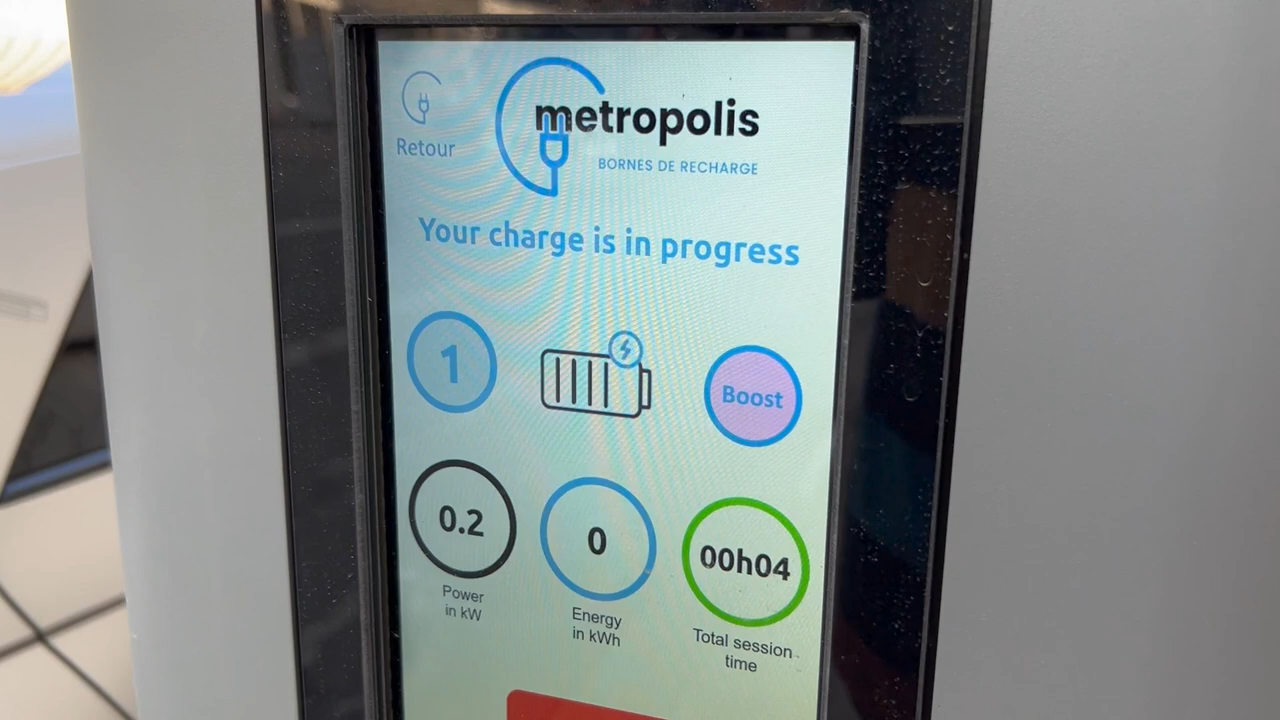 Retour
metropolis
BORNES DE RECHARGE
Your charge is in progress
1
Boost
0.2
0
00h04
Power
in kW
Energy
in kWh
Total session
time